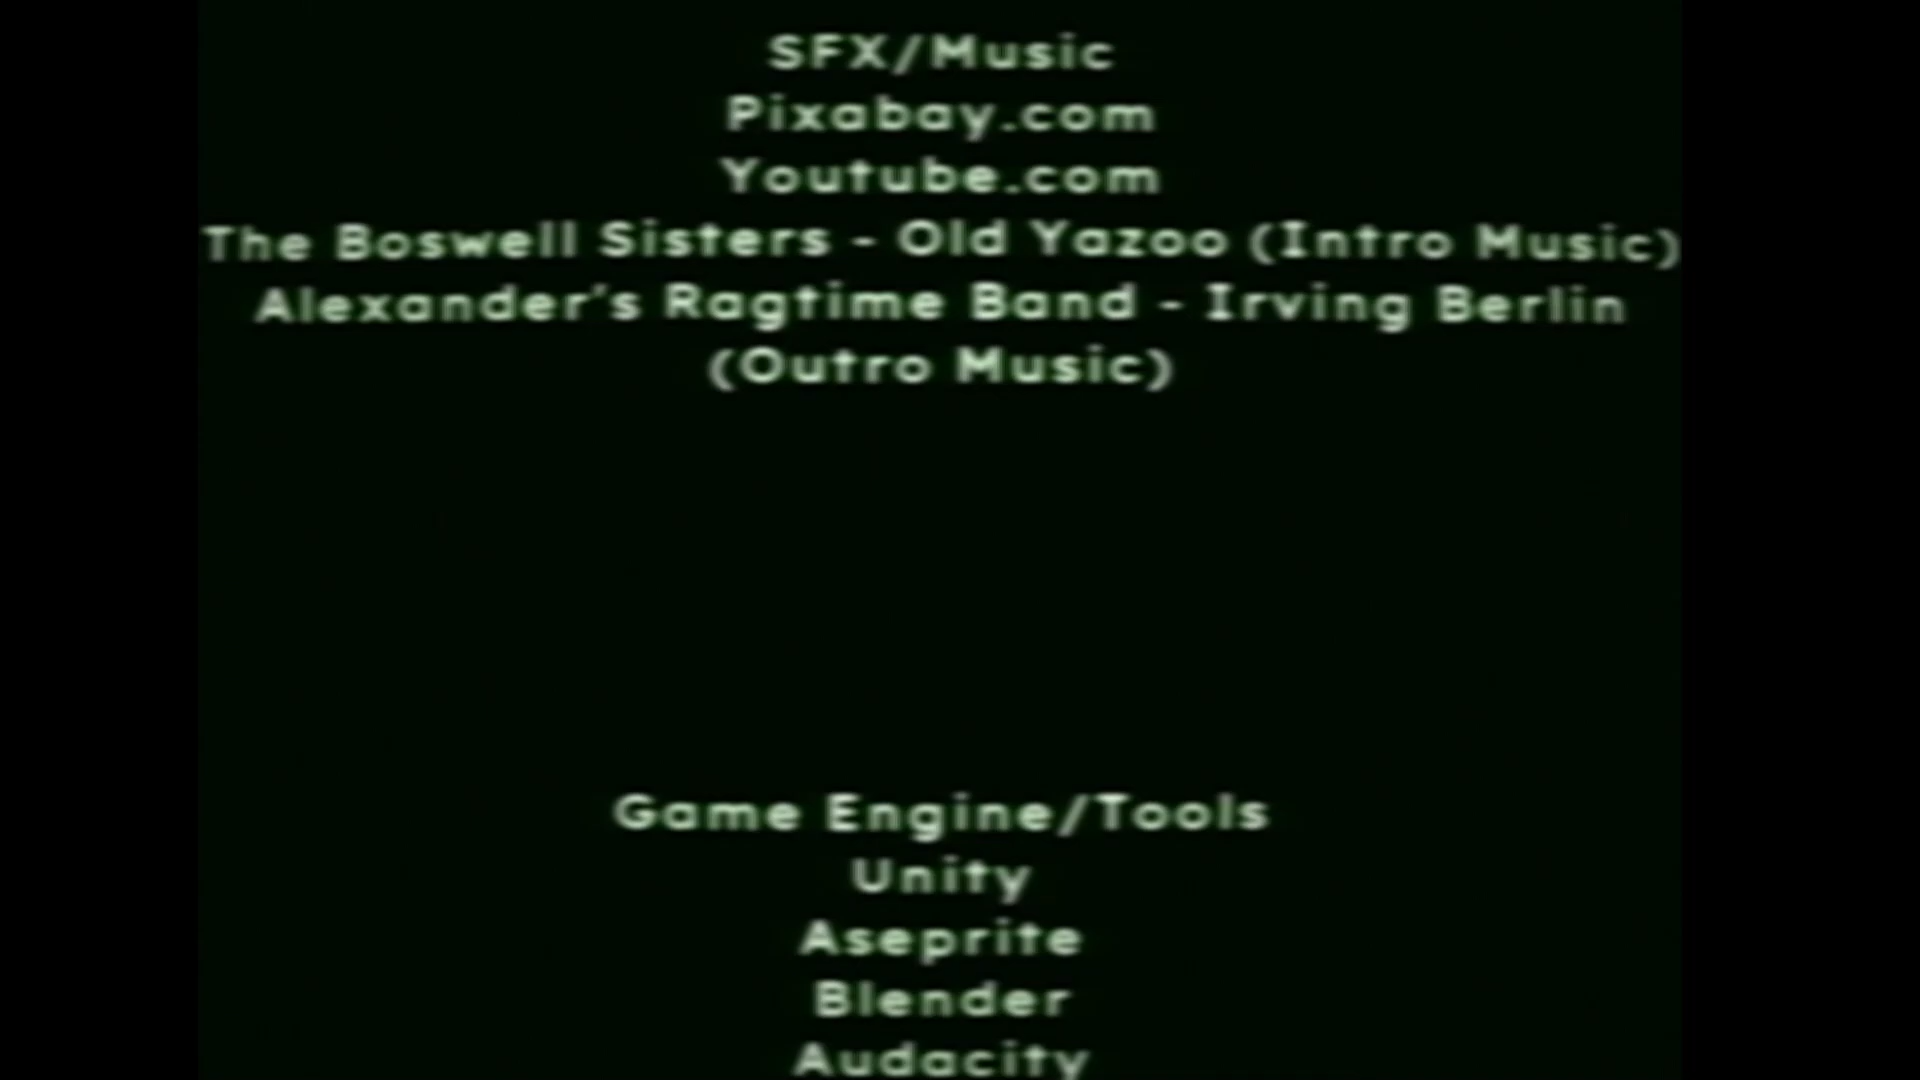 SFX/Music
Pixabay.com
Youtube.com
The Boswell Sisters - Old Yazoo (Intro Music)
Alexander's Ragtime Band - Irving Berlin
(Outro Music)
Game Engine/Tools
Unity
Aseprite
Blender
Audacity